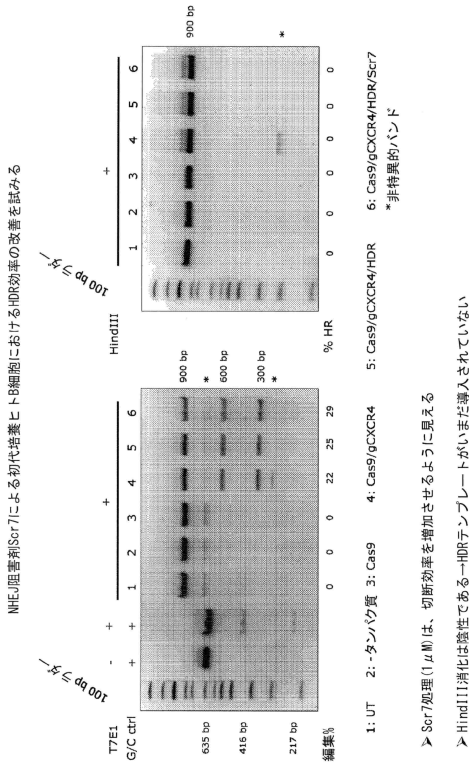 NHEJ阻害剤Scr7による初代培養ヒトB細胞におけるHDR効率の改善を試みる
100 bp ラダー
T7E1 - + +
G/C ctrl + + 1 2 3 4 5 6
900 bp
*
600 bp
300 bp
*
635 bp
416 bp
217 bp
編集% 0 0 0 22 25 29
100 bp ラダー
HindIII +
1 2 3 4 5 6
900 bp
*
% HR 0 0 0 0 0 0
1: UT 2: -タンパク質 3: Cas9 4: Cas9/gCXCR4 5: Cas9/gCXCR4/HDR 6: Cas9/gCXCR4/HDR/Scr7
*非特異的バンド
➤ Scr7処理(1μM)は、切断効率を増加させるように見える
➤ HindIII消化は陰性である→HDRテンプレートがいまだ導入されていない